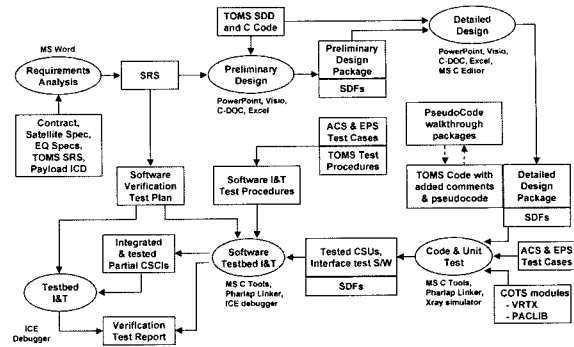 TOMS SDD
and C Code
Detailed
Design
PowerPoint, Visio,
C-DOC, Excel,
MS C Editor
MS Word
Requirements
Analysis
SRS
Preliminary
Design
PowerPoint, Visio,
C-DOC, Excel
Preliminary
Design
Package
SDFs
Contract,
Satellite Spec,
EQ Specs,
TOMS SRS,
Payload ICD
ACS & EPS
Test Cases
TOMS Test
Procedures
PseudoCode
walkthrough
packages
TOMS Code with
added comments
& pseudocode
Detailed
Design
Package
SDFs
Software
Verification
Test Plan
Software I&T
Test Procedures
Integrated
& tested
Partial CSCIs
Software
Testbed I&T
MS C Tools,
Pharlap Linker,
ICE debugger
Tested CSUs,
Interface test S/W
SDFs
Code & Unit
Test
MS C Tools,
Pharlap Linker,
Xray simulator
ACS & EPS
Test Cases
COTS modules
- VRTX
- PACLIB
Testbed
I&T
ICE
Debugger
Verification
Test Report